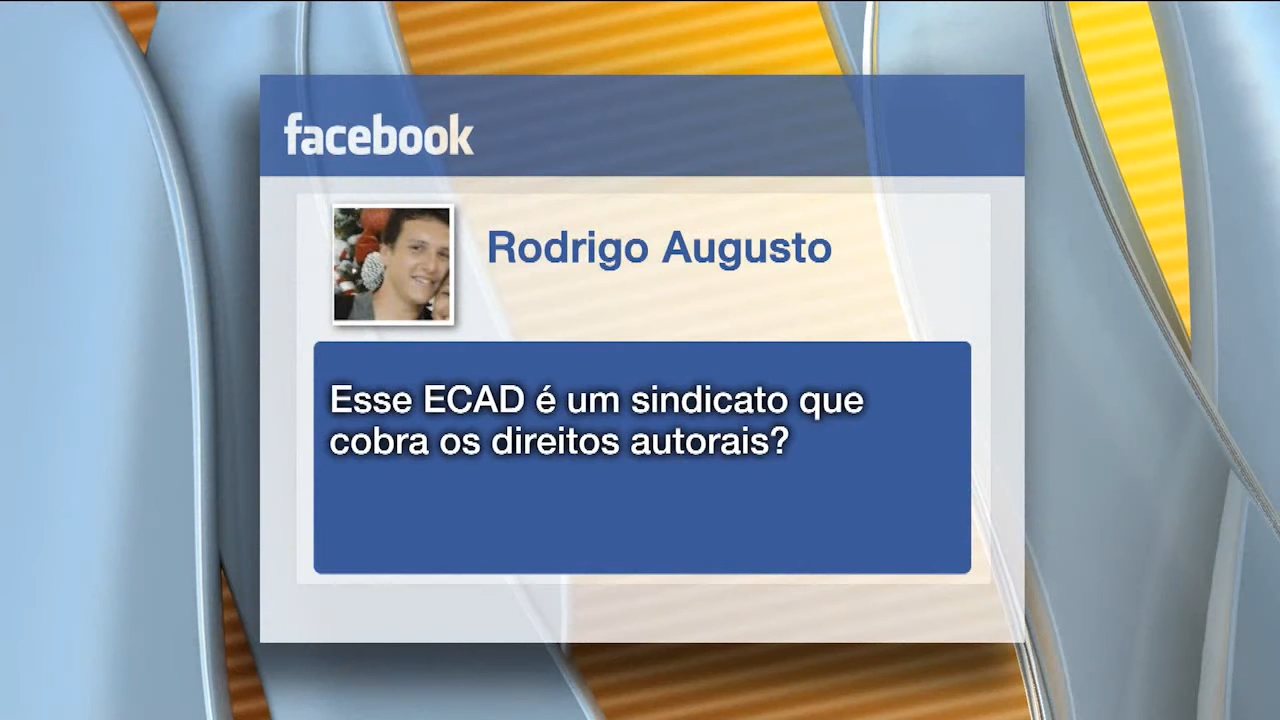 facebook
Rodrigo Augusto
Esse ECAD é um sindicato que
cobra os direitos autorais?